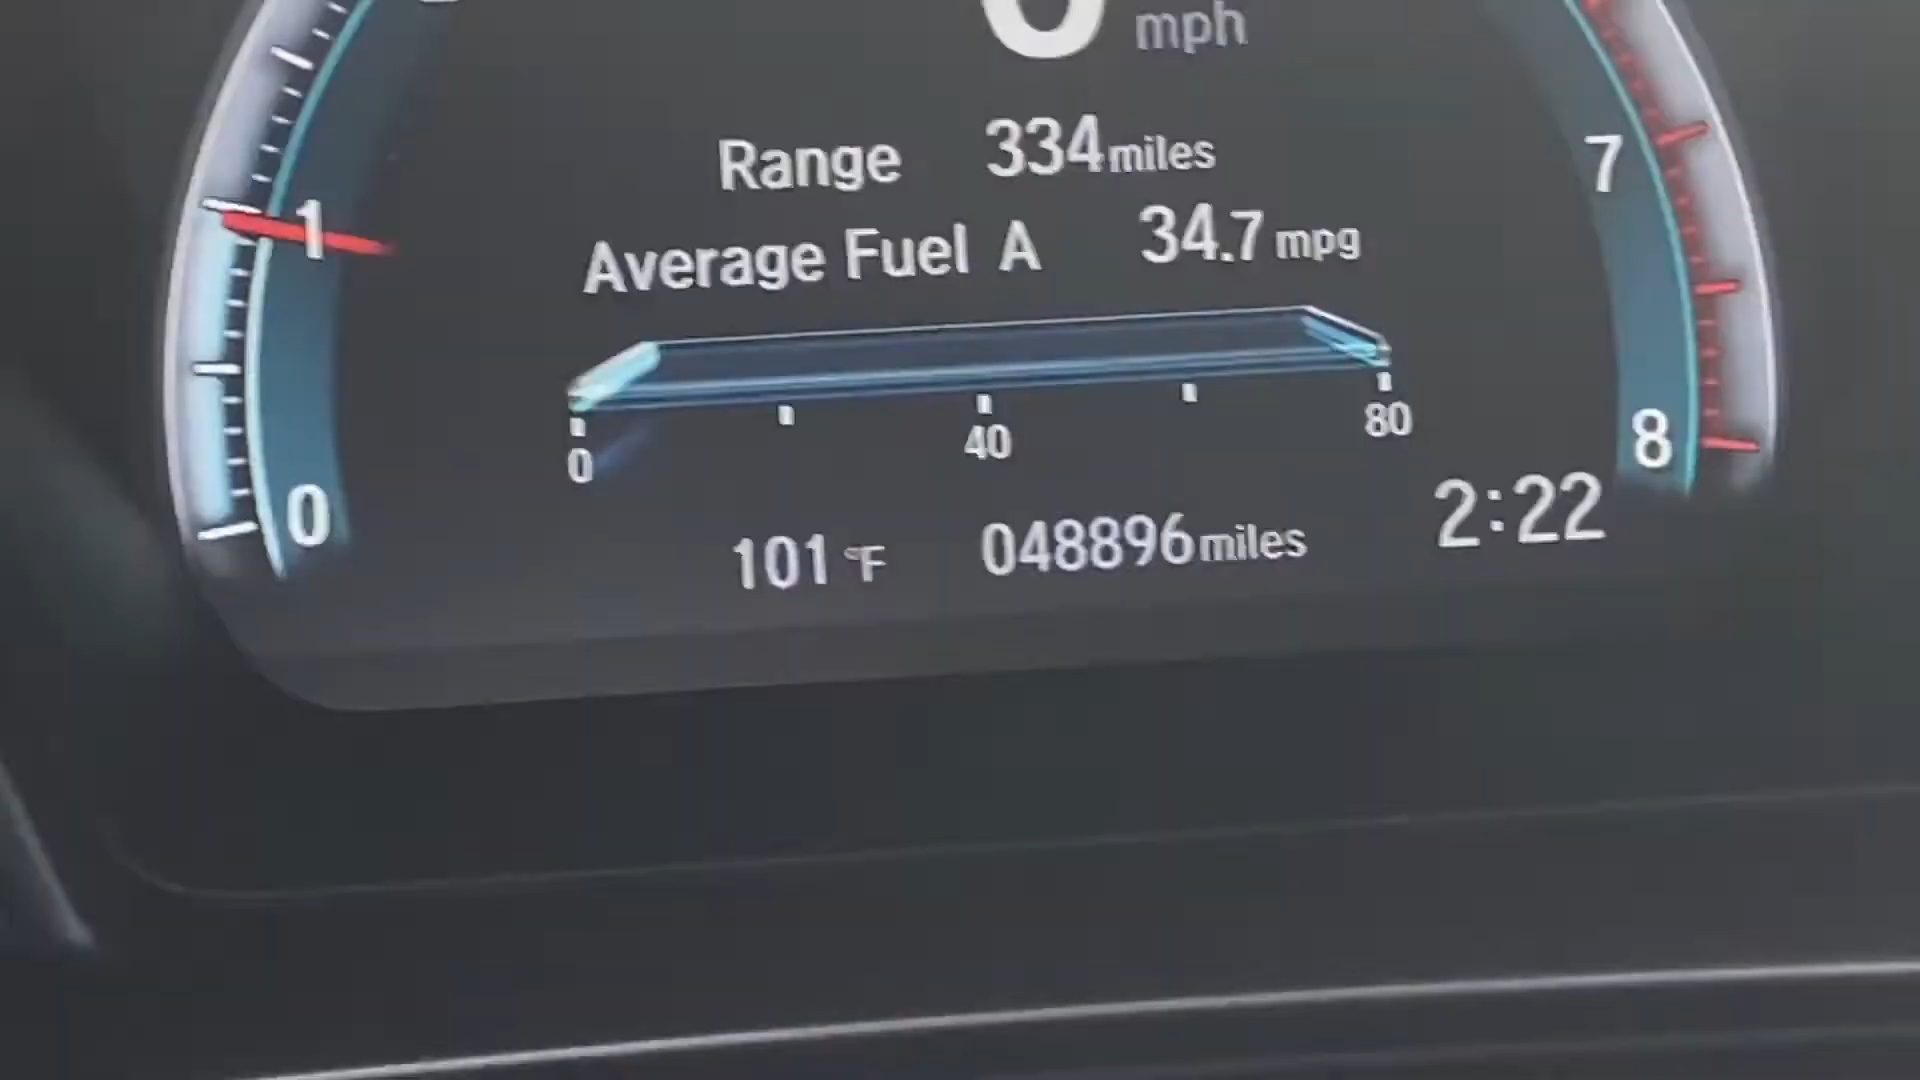 0 mph
Range 334 miles
7
1
Average Fuel A 34.7 mpg
0 40 80
8
0
101 °F 048896 miles 2:22